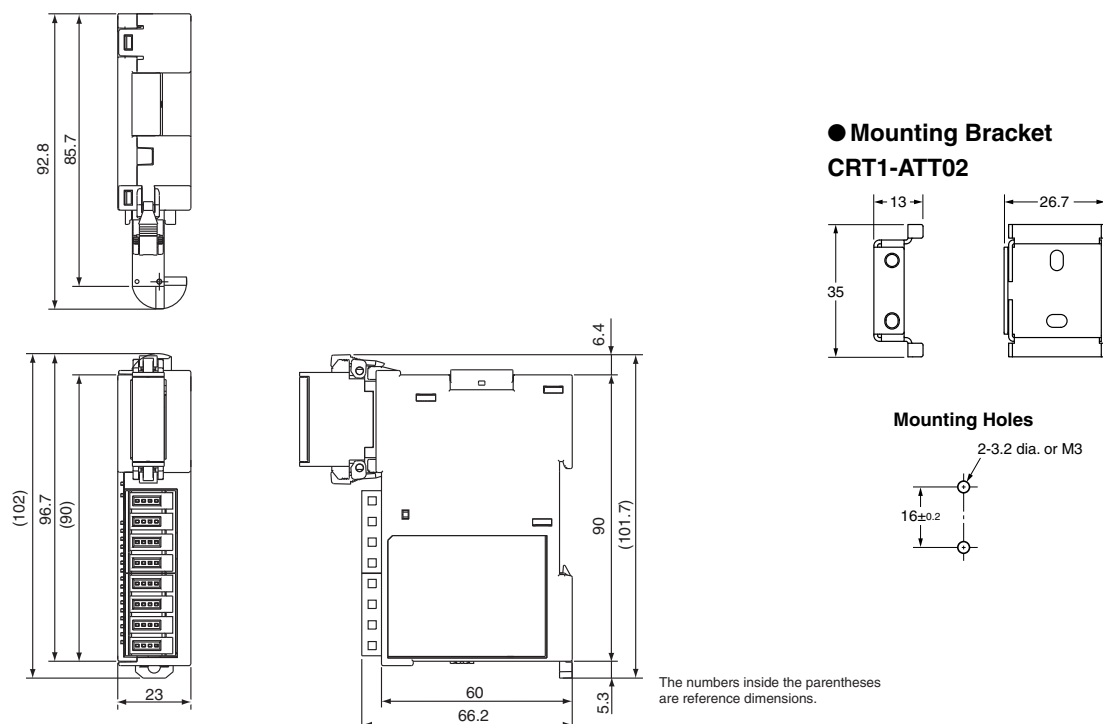 92.8
85.7
● Mounting Bracket
CRT1-ATT02
13
26.7
35
Mounting Holes
2-3.2 dia. or M3
16±0.2
(102)
96.7
(90)
23
6.4
90
(101.7)
5.3
60
66.2
The numbers inside the parentheses
are reference dimensions.